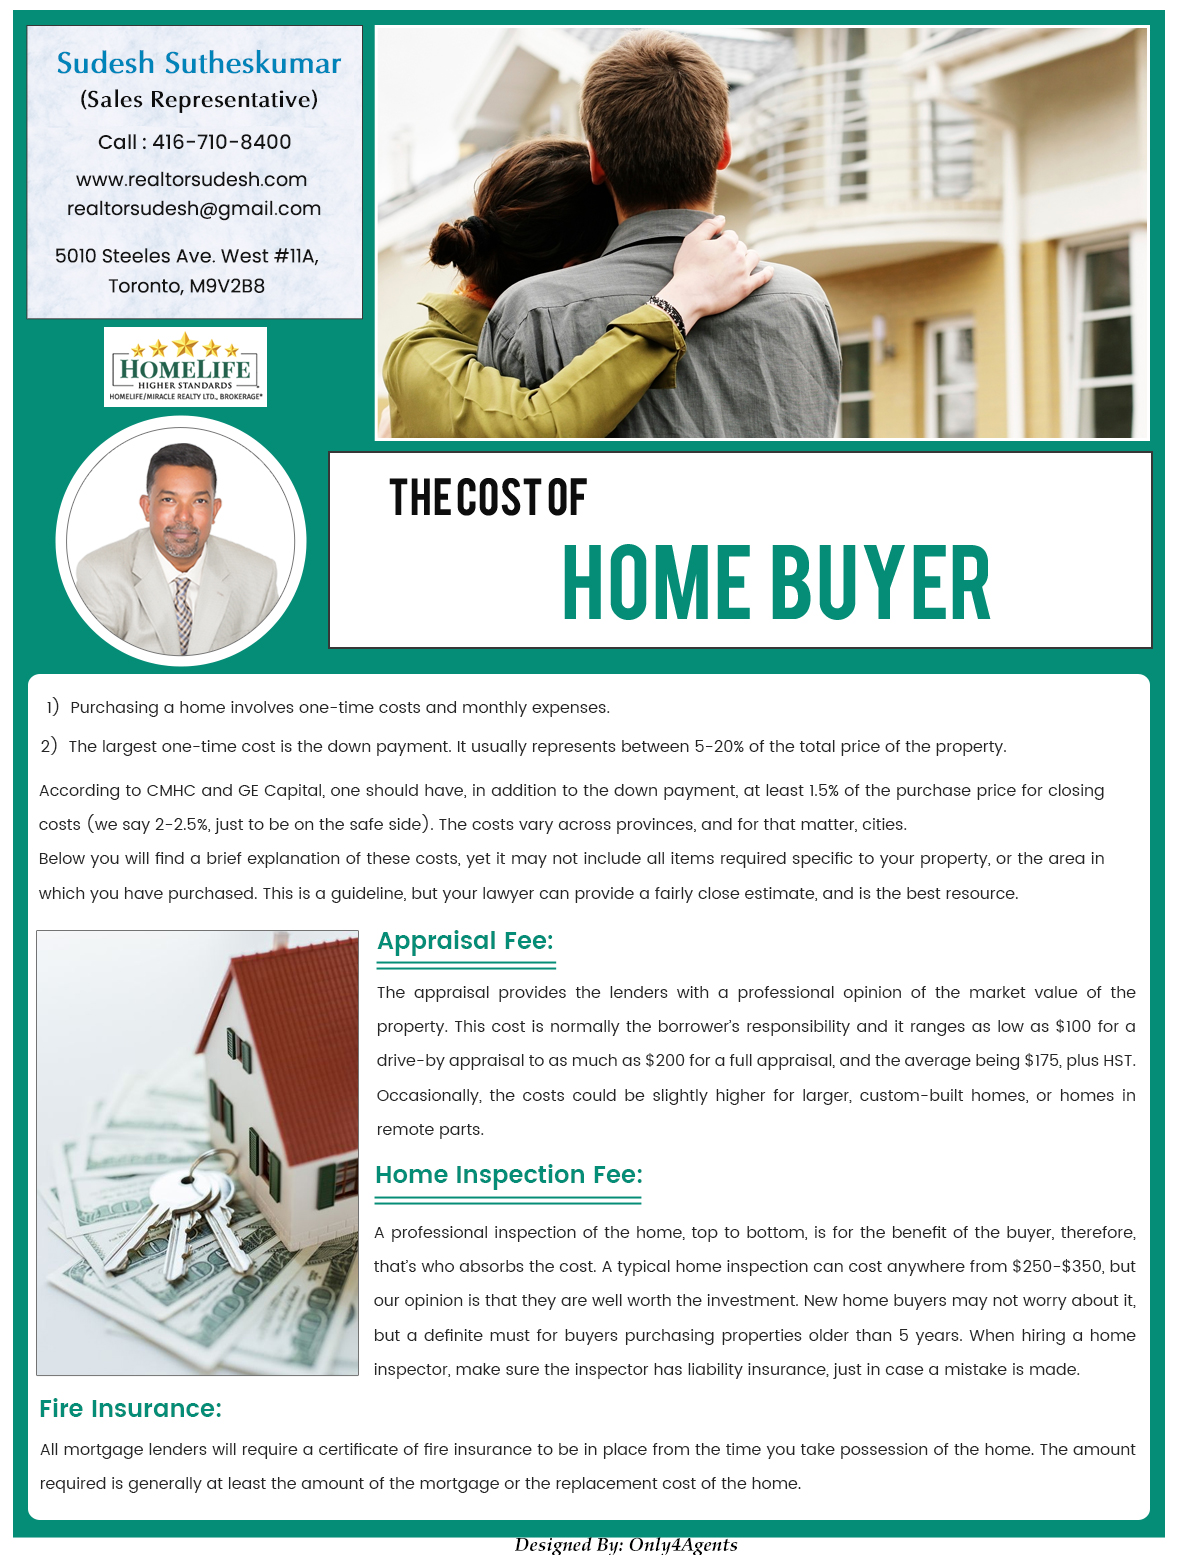 Sudesh Sutheskumar
(Sales Representative)
Call : 416-710-8400
www.realtorsudesh.com
realtorsudesh@gmail.com
5010 Steeles Ave. West #11A,
Toronto, M9V2B8
HOMELIFE
HIGHER STANDARDS
HOMELIFE/MIRACLE REALTY LTD., BROKERAGE*
THE COST OF
HOME BUYER
1) Purchasing a home involves one-time costs and monthly expenses.
2) The largest one-time cost is the down payment. It usually represents between 5-20% of the total price of the property.
According to CMHC and GE Capital, one should have, in addition to the down payment, at least 1.5% of the purchase price for closing
costs (we say 2-2.5%, just to be on the safe side). The costs vary across provinces, and for that matter, cities.
Below you will find a brief explanation of these costs, yet it may not include all items required specific to your property, or the area in
which you have purchased. This is a guideline, but your lawyer can provide a fairly close estimate, and is the best resource.
Appraisal Fee:
The appraisal provides the lenders with a professional opinion of the market value of the
property. This cost is normally the borrower's responsibility and it ranges as low as $100 for a
drive-by appraisal to as much as $200 for a full appraisal, and the average being $175, plus HST.
Occasionally, the costs could be slightly higher for larger, custom-built homes, or homes in
remote parts.
Home Inspection Fee:
A professional inspection of the home, top to bottom, is for the benefit of the buyer, therefore,
that's who absorbs the cost. A typical home inspection can cost anywhere from $250-$350, but
our opinion is that they are well worth the investment. New home buyers may not worry about it,
but a definite must for buyers purchasing properties older than 5 years. When hiring a home
inspector, make sure the inspector has liability insurance, just in case a mistake is made.
Fire Insurance:
All mortgage lenders will require a certificate of fire insurance to be in place from the time you take possession of the home. The amount
required is generally at least the amount of the mortgage or the replacement cost of the home.
Designed By: Only4Agents